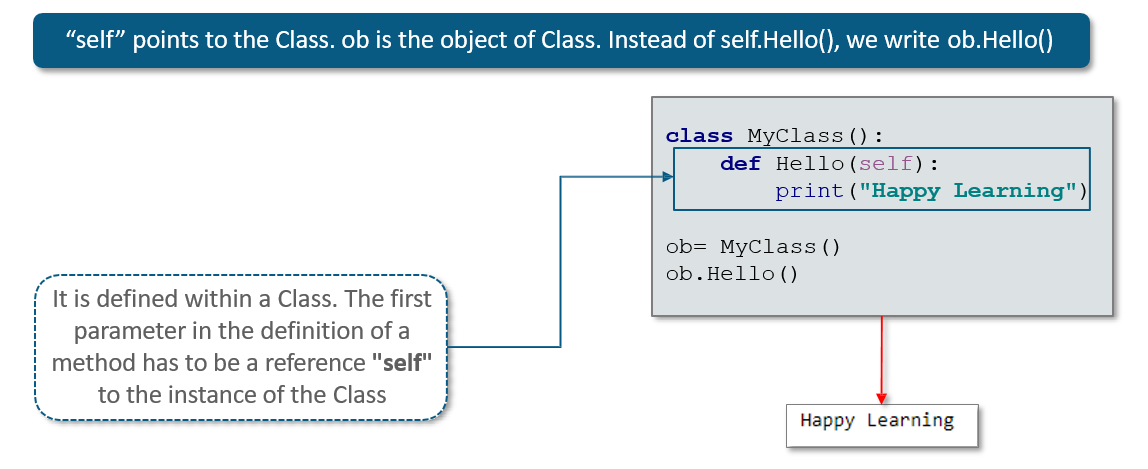 “self” points to the Class. ob is the object of Class. Instead of self.Hello(), we write ob.Hello()
class MyClass():
    def Hello(self):
        print("Happy Learning")
ob= MyClass()
ob.Hello()
It is defined within a Class. The first
parameter in the definition of a
method has to be a reference "self"
to the instance of the Class
Happy Learning